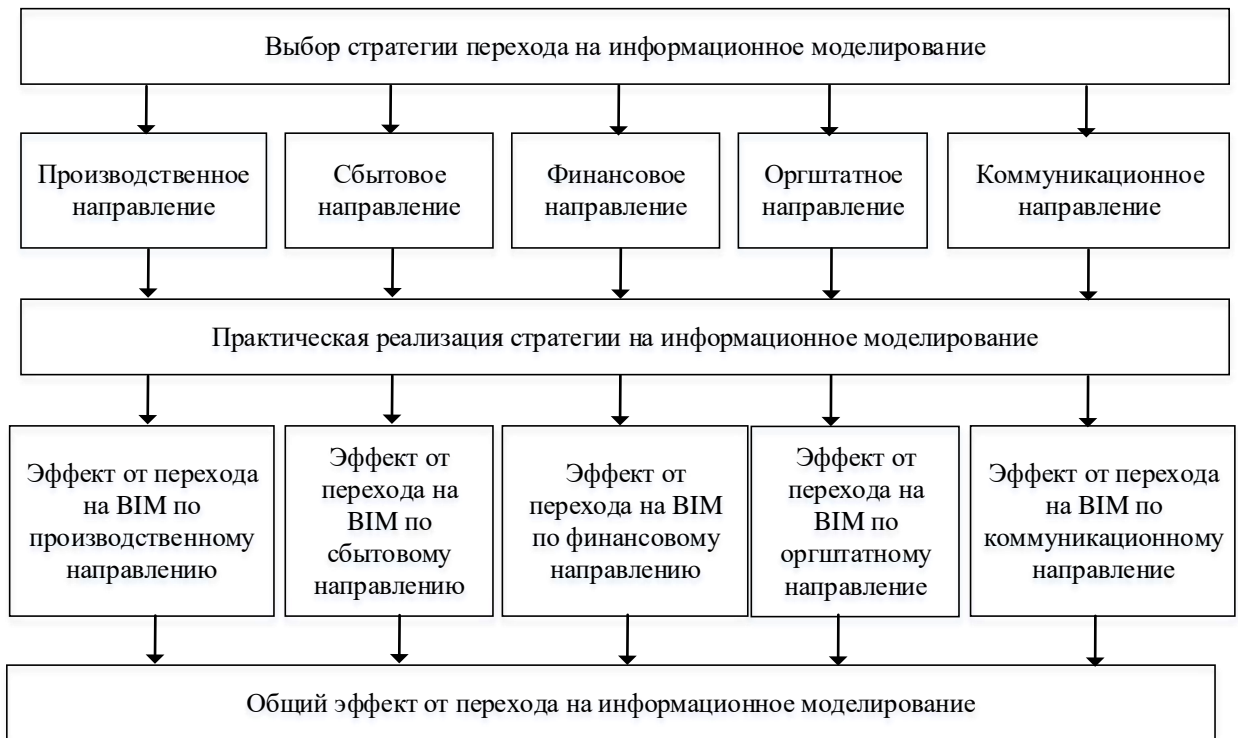 Выбор стратегии перехода на информационное моделирование
Производственное
направление
Сбытовое
направление
Финансовое
направление
Оргштатное
направление
Коммуникационное
направление
Практическая реализация стратегии на информационное моделирование
Эффект от перехода
на BIM по
производственному
направлению
Эффект от
перехода на
BIM по
сбытовому
направлению
Эффект от
перехода на BIM
по финансовому
направлению
Эффект от
перехода на
BIM по
оргштатному
направление
Эффект от перехода
на BIM по
коммуникационному
направление
Общий эффект от перехода на информационное моделирование